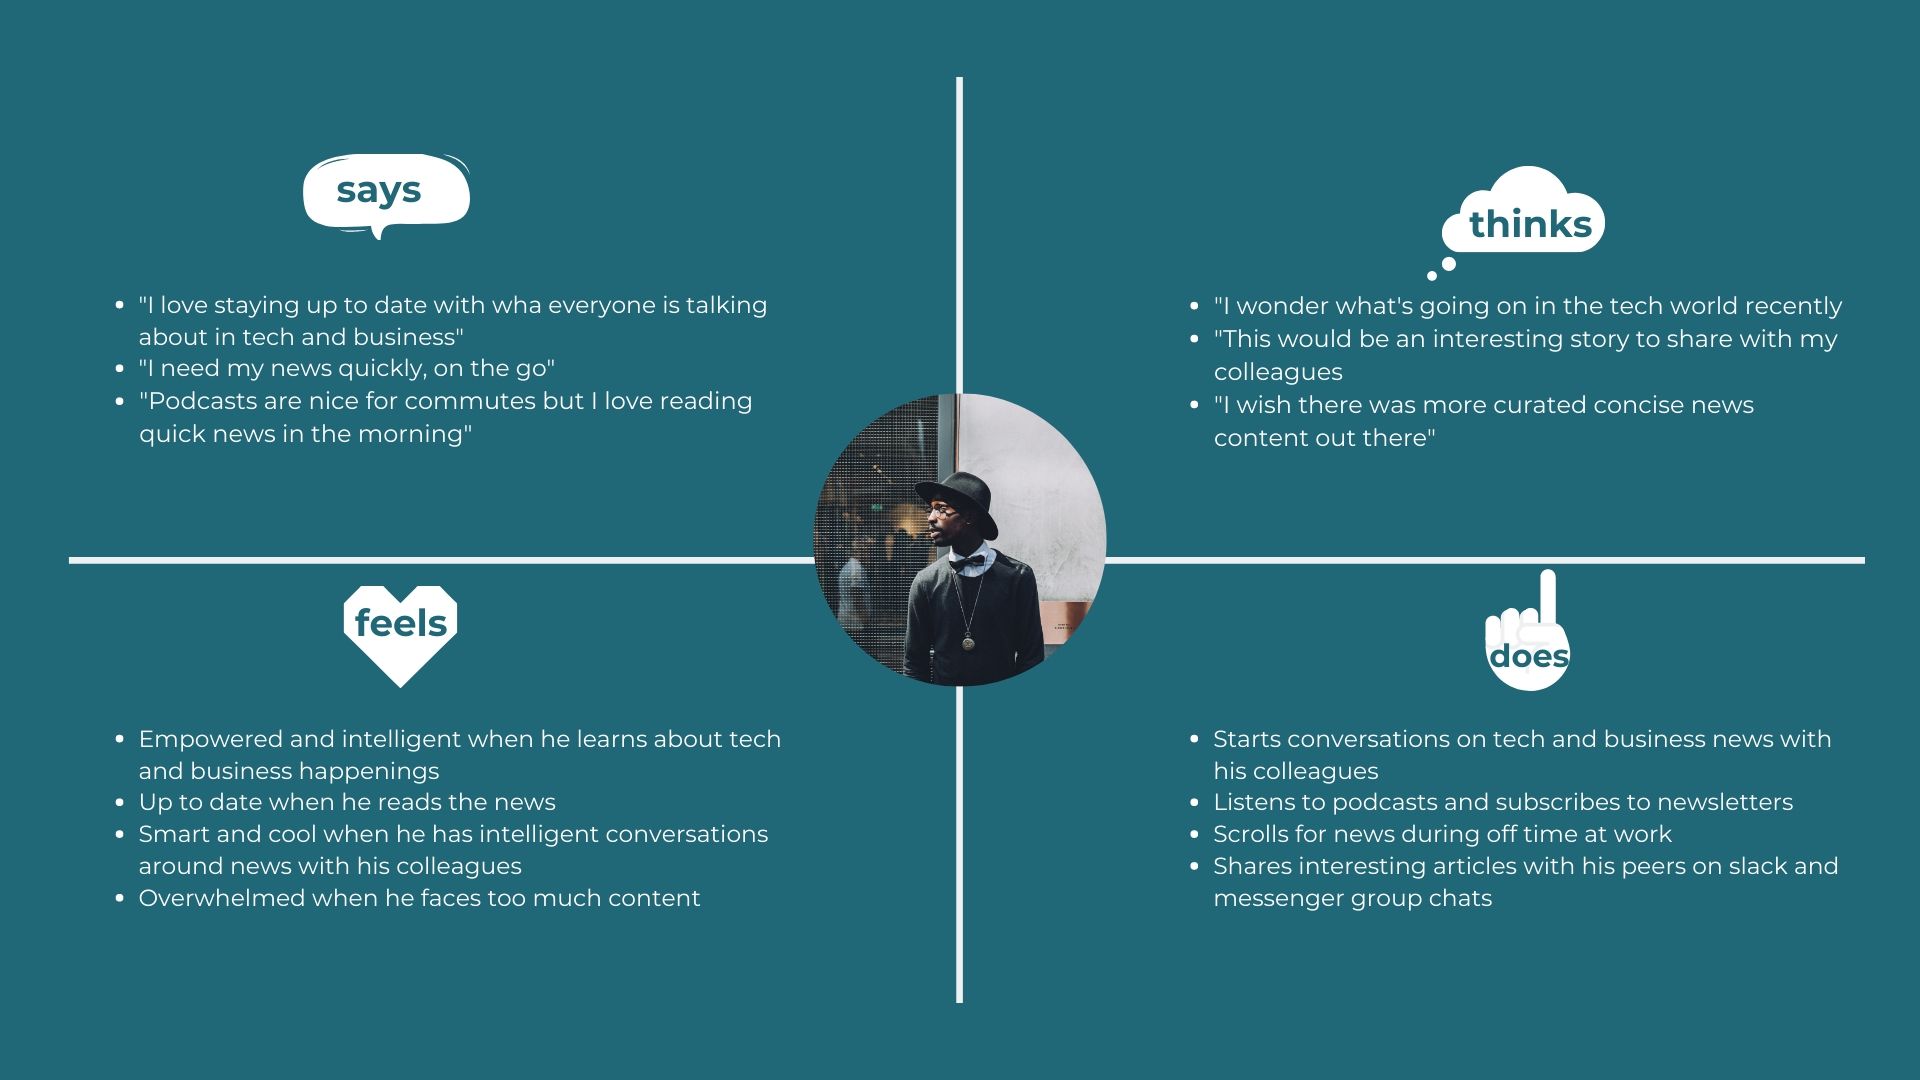 says
"I love staying up to date with wha everyone is talking
about in tech and business"
"I need my news quickly, on the go"
"Podcasts are nice for commutes but I love reading
quick news in the morning"
thinks
"I wonder what's going on in the tech world recently
"This would be an interesting story to share with my
colleagues
"I wish there was more curated concise news
content out there"
feels
Empowered and intelligent when he learns about tech
and business happenings
Up to date when he reads the news
Smart and cool when he has intelligent conversations
around news with his colleagues
Overwhelmed when he faces too much content
does
Starts conversations on tech and business news with
his colleagues
Listens to podcasts and subscribes to newsletters
Scrolls for news during off time at work
Shares interesting articles with his peers on slack and
messenger group chats